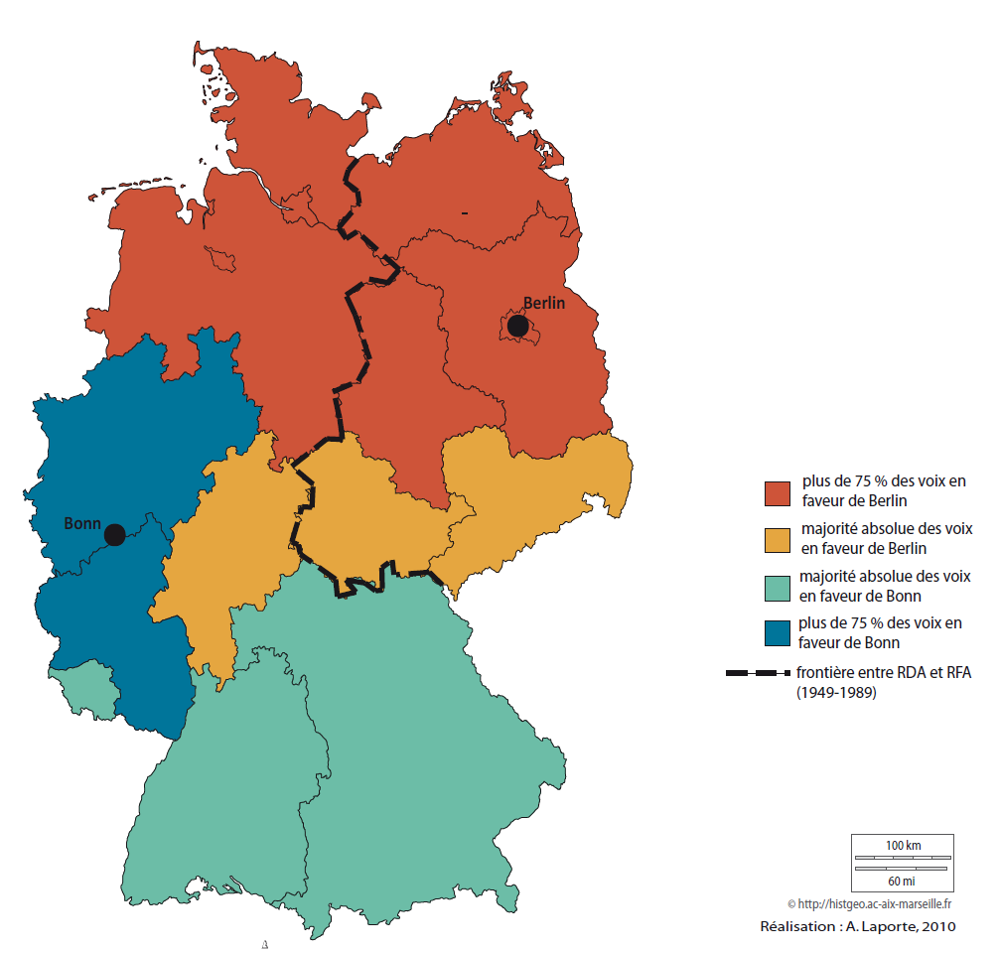 Berlin
Bonn
plus de 75 % des voix en
faveur de Berlin
majorité absolue des voix
en faveur de Berlin
majorité absolue des voix
en faveur de Bonn
plus de 75 % des voix en
faveur de Bonn
frontière entre RDA et RFA
(1949-1989)
100 km
60 mi
© http://histgeo.ac-aix-marseille.fr
Réalisation : A. Laporte, 2010